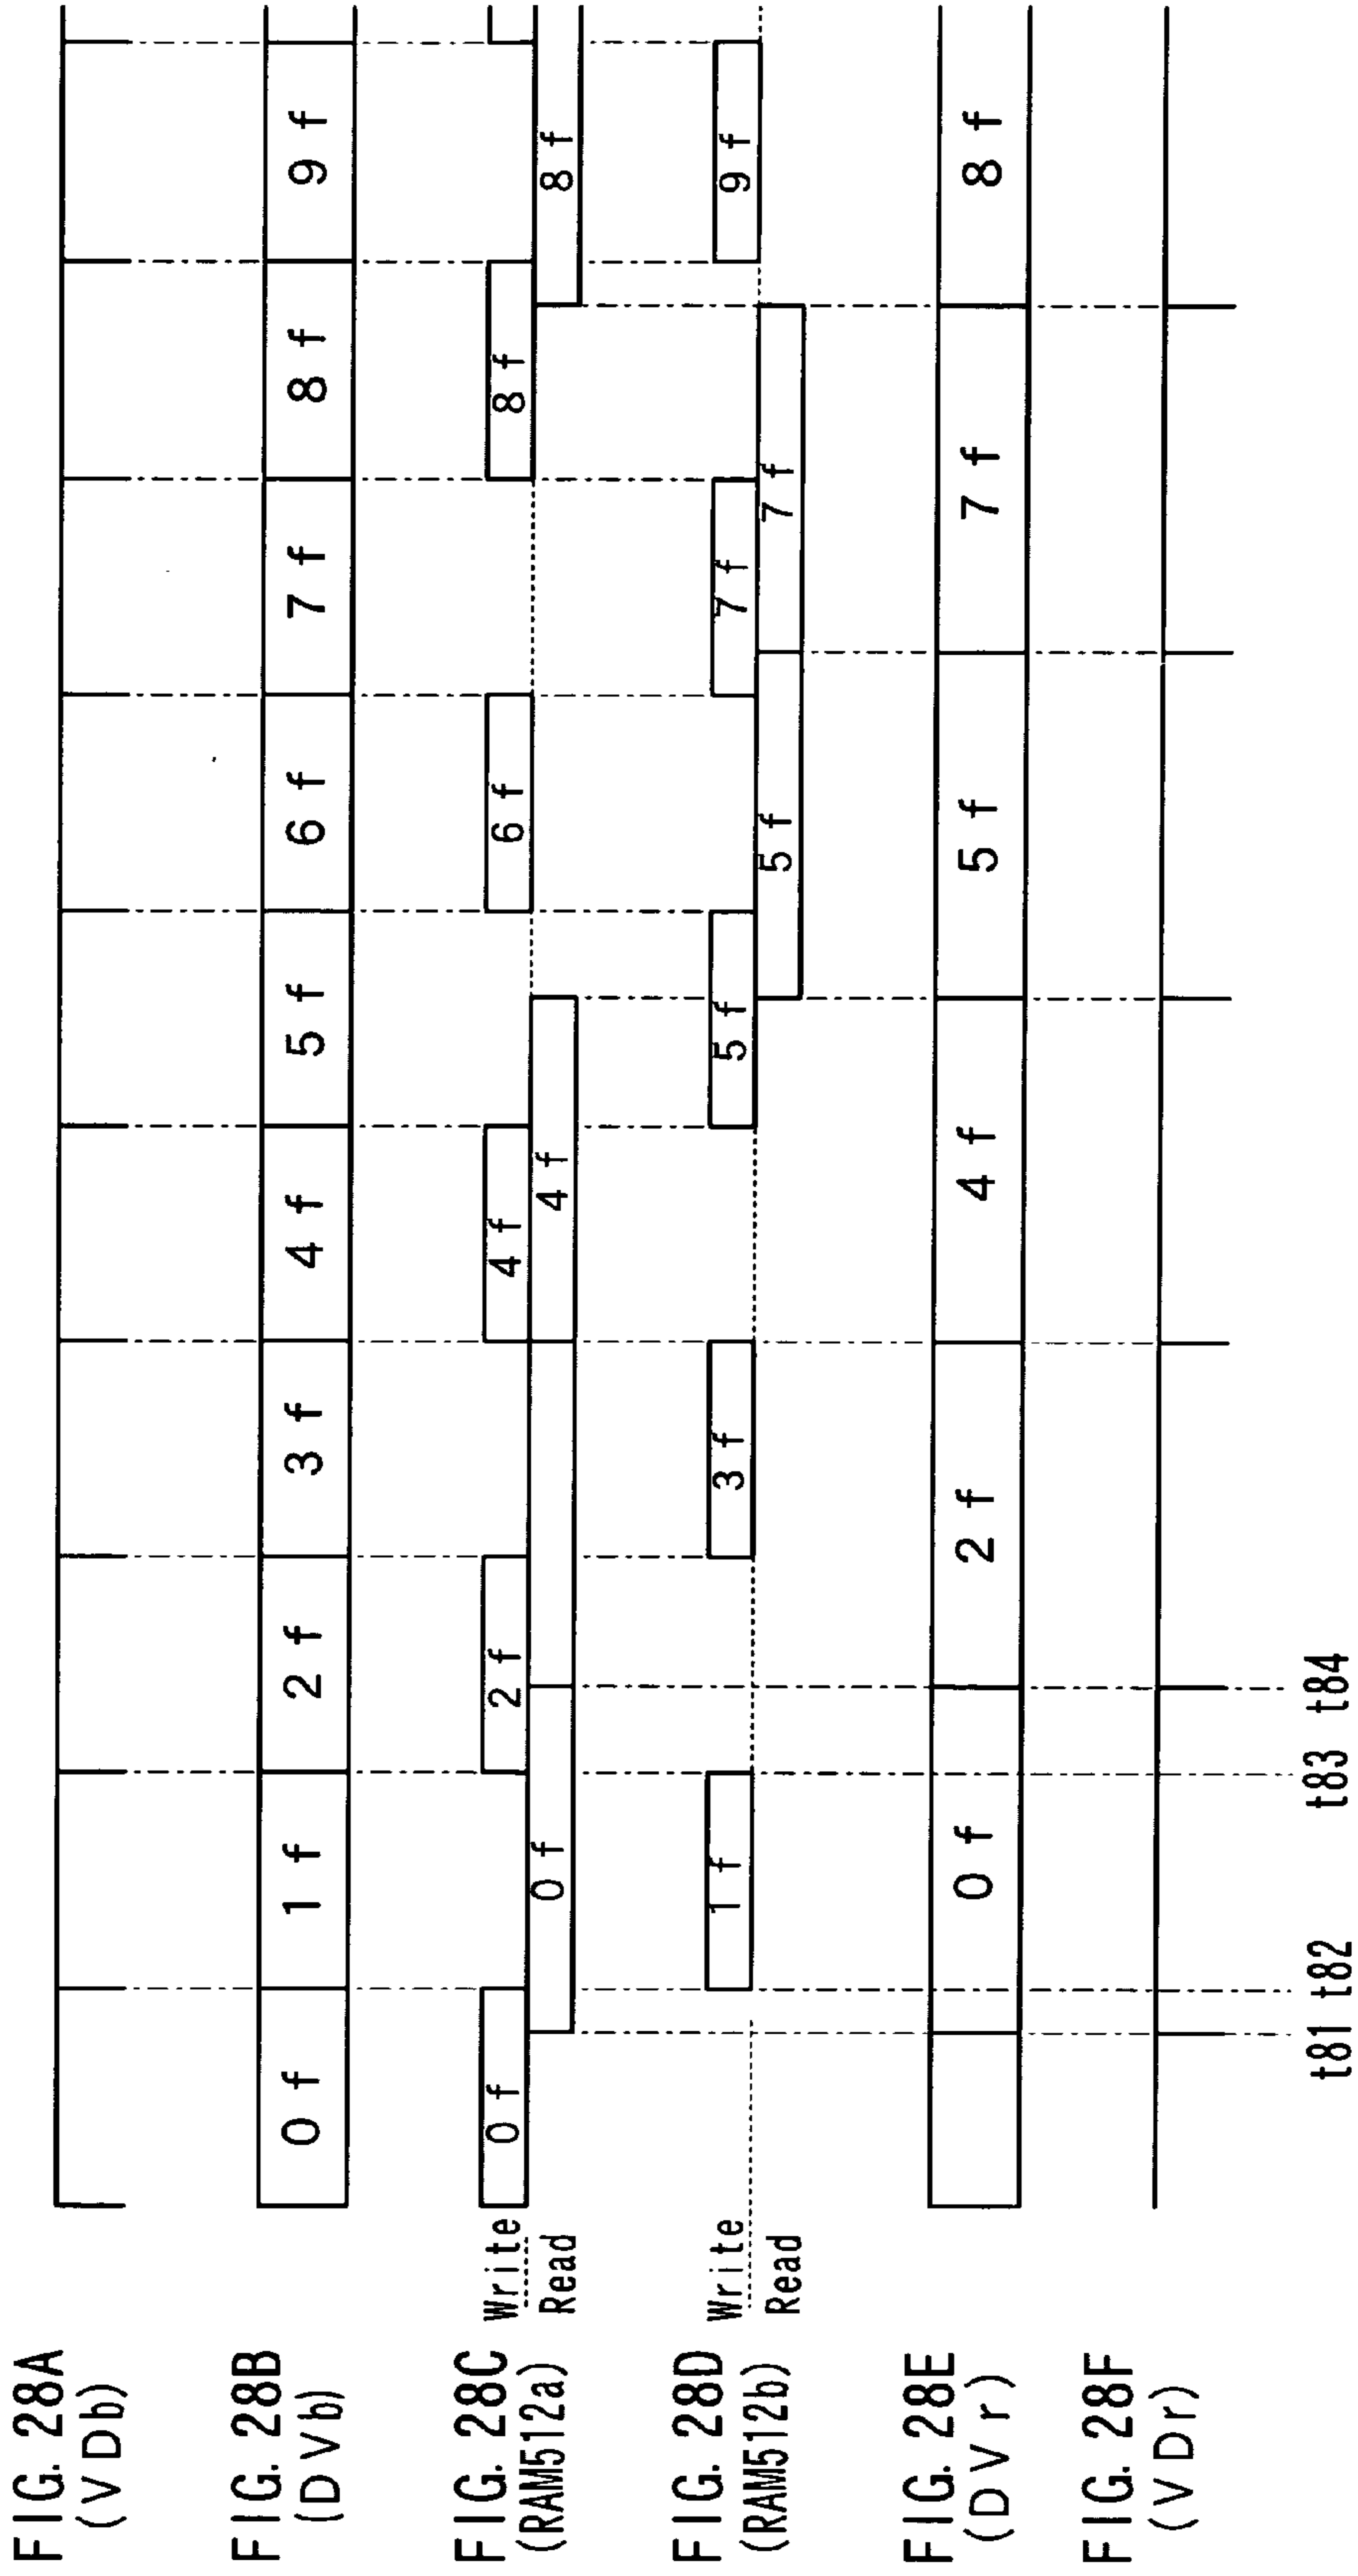 FIG. 28A
(VDb)
FIG. 28B
(DVb)
0f 1f 2f 3f 4f 5f 6f 7f 8f 9f
FIG. 28C
(RAM512a)
Write
0f 2f 4f 6f 8f
Read
0f 4f 8f
FIG. 28D
(RAM512b)
Write
1f 3f 5f 7f 9f
Read
5f 7f
FIG. 28E
(DVr)
0f 2f 4f 5f 7f 8f
FIG. 28F
(VDr)
t81 t82 t83 t84